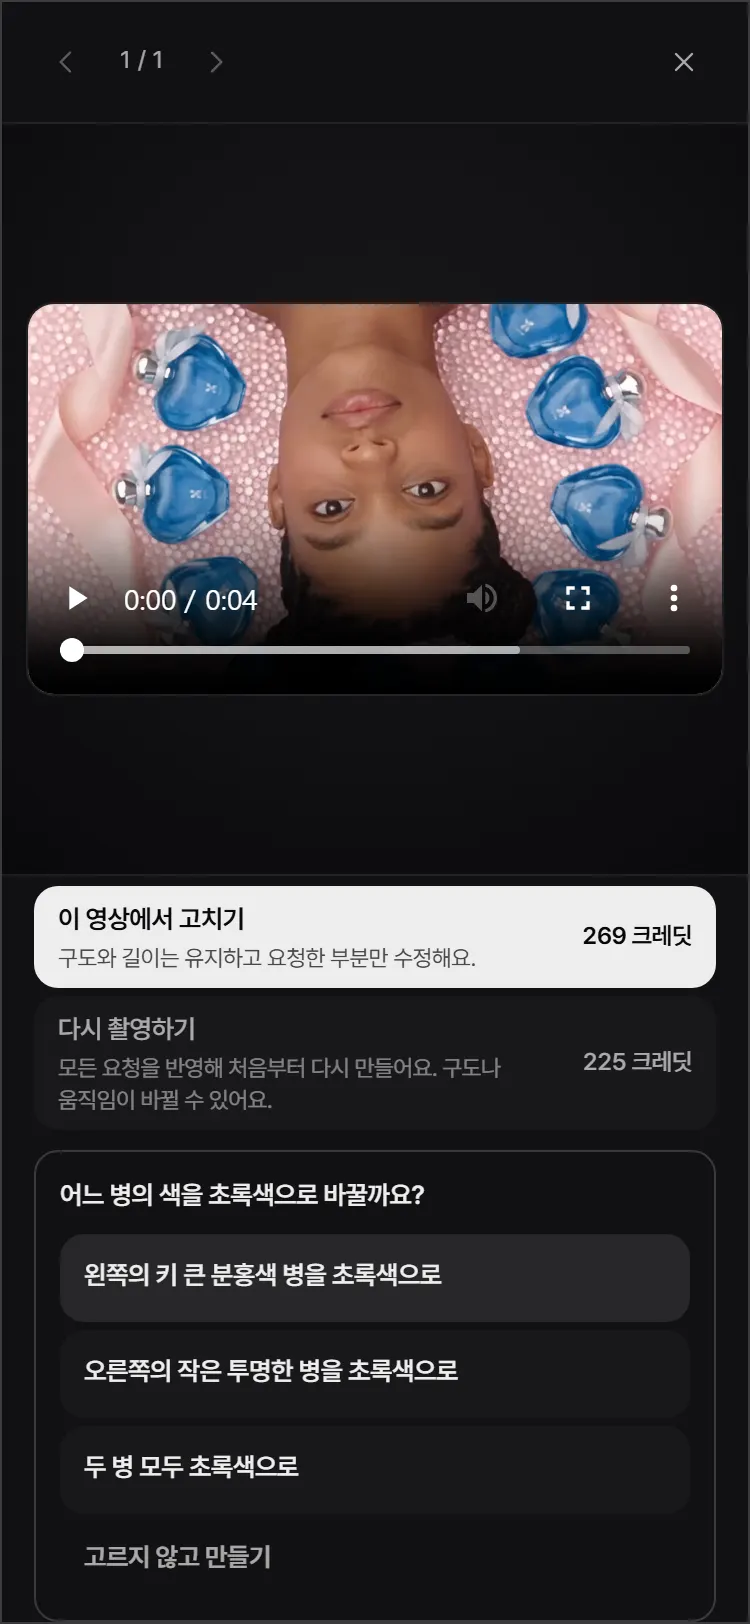 1 / 1
0:00 / 0:04
이 영상에서 고치기
269 크레딧
구도와 길이는 유지하고 요청한 부분만 수정해요.
다시 촬영하기
모든 요청을 반영해 처음부터 다시 만들어요. 구도나
움직임이 바뀔 수 있어요.
225 크레딧
어느 병의 색을 초록색으로 바꿀까요?
왼쪽의 키 큰 분홍색 병을 초록색으로
오른쪽의 작은 투명한 병을 초록색으로
두 병 모두 초록색으로
고르지 않고 만들기